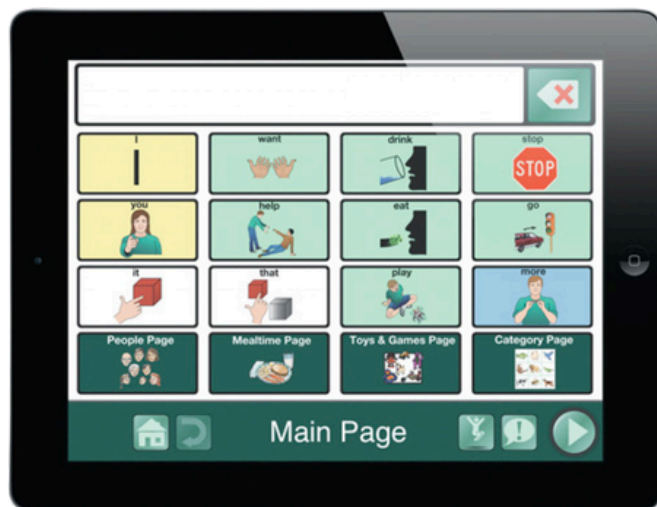 I
want
drink
stop
STOP
you
help
eat
go
it
that
play
more
People Page
Mealtime Page
Toys & Games Page
Category Page
Main Page